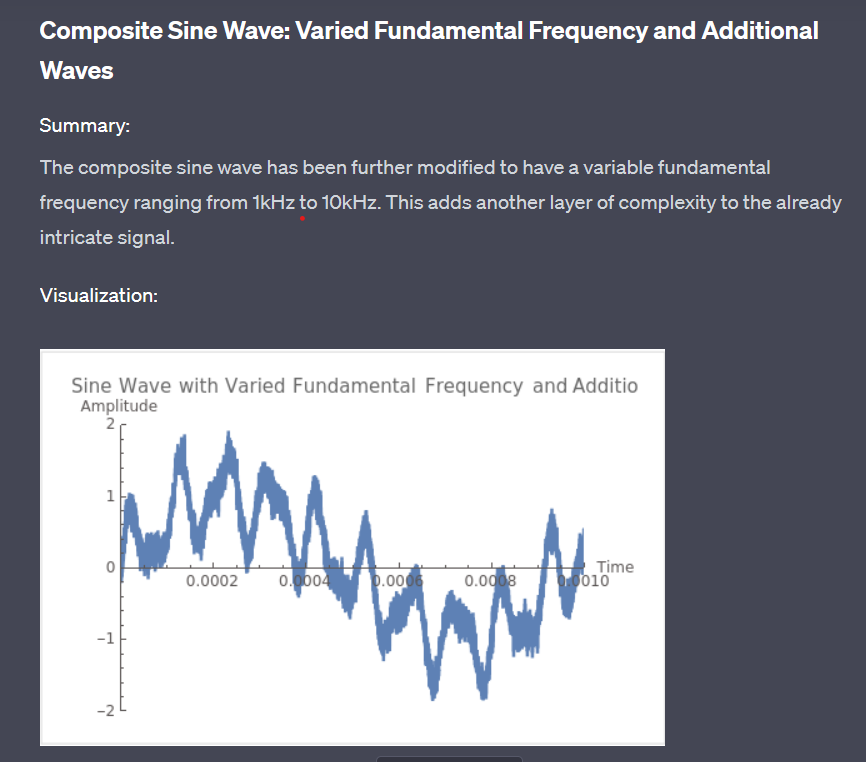 Composite Sine Wave: Varied Fundamental Frequency and Additional
Waves
Summary:
The composite sine wave has been further modified to have a variable fundamental
frequency ranging from 1kHz to 10kHz. This adds another layer of complexity to the already
intricate signal.
Visualization:
Sine Wave with Varied Fundamental Frequency and Additio
Amplitude
2
1
0
-1
-2
0.0002 0.0004 0.0006 0.0008 0.0010
Time